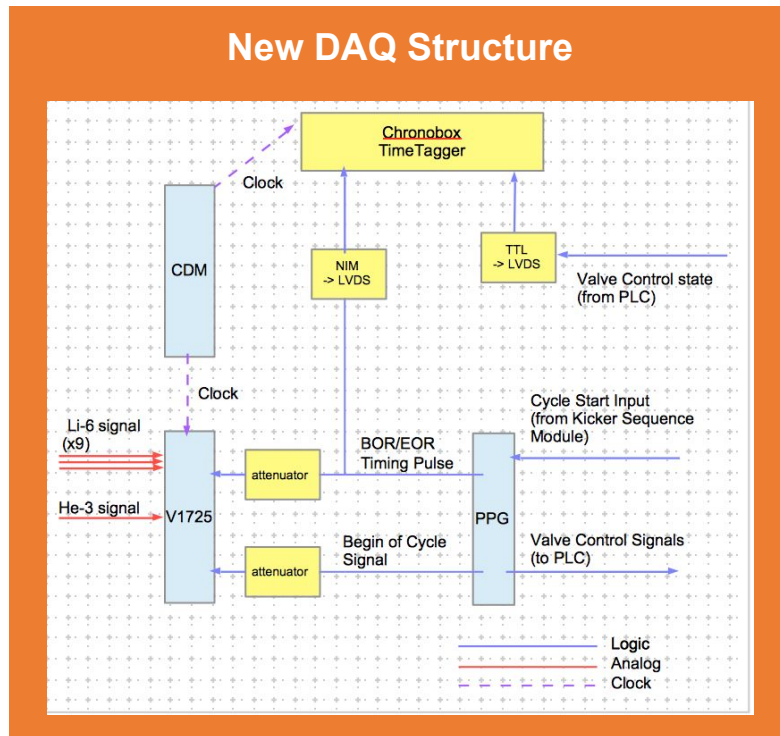 New DAQ Structure
Chronobox
TimeTagger
Clock
CDM
NIM
-> LVDS
TTL
-> LVDS
Valve Control state
(from PLC)
Clock
Cycle Start Input
(from Kicker Sequence
Module)
Li-6 signal
(x9)
BOR/EOR
Timing Pulse
attenuator
He-3 signal
V1725
PPG
Begin of Cycle
Signal
Valve Control Signals
(to PLC)
attenuator
Logic
Analog
Clock